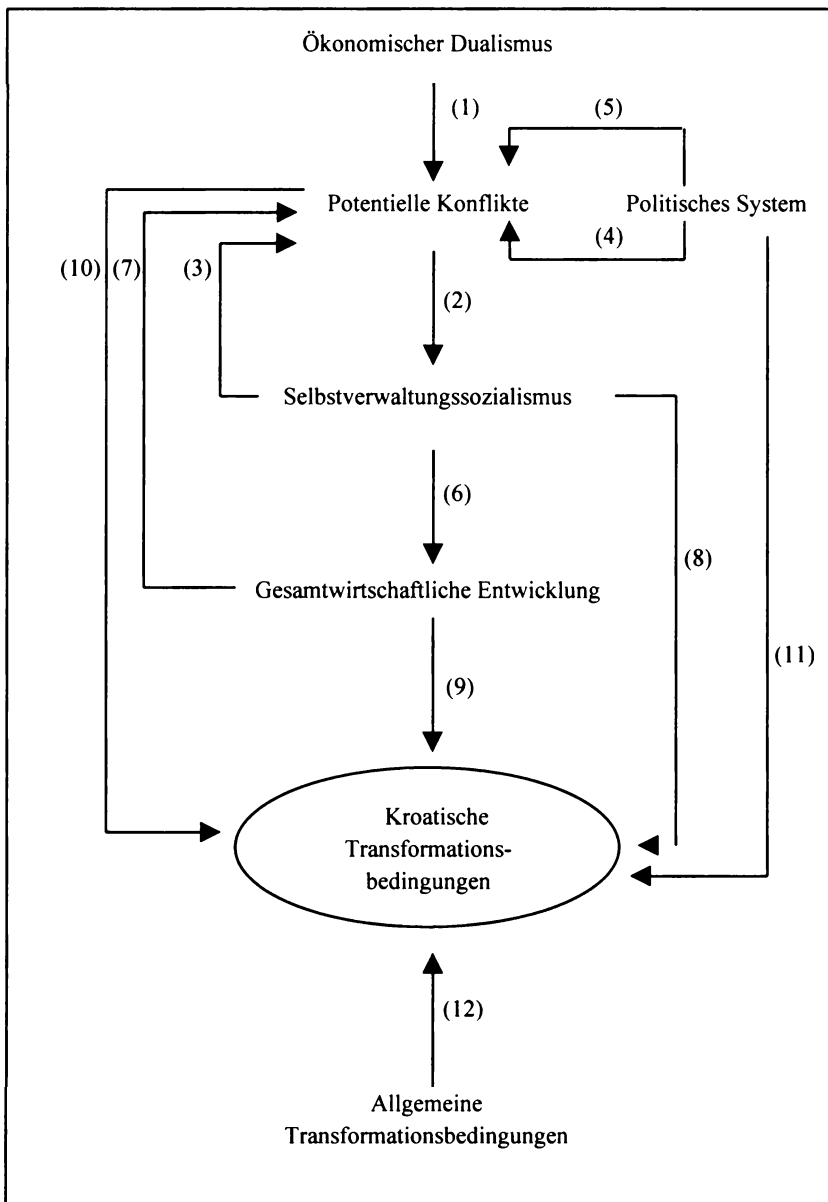 Ökonomischer Dualismus
(1)
(5)
Potentielle Konflikte
Politisches System
(4)
(10)
(7)
(3)
(2)
Selbstverwaltungssozialismus
(6)
(8)
Gesamtwirtschaftliche Entwicklung
(11)
(9)
Kroatische
Transformations-
bedingungen
(12)
Allgemeine
Transformationsbedingungen